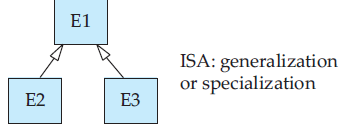 E1
ISA: generalization
or specialization
E2
E3